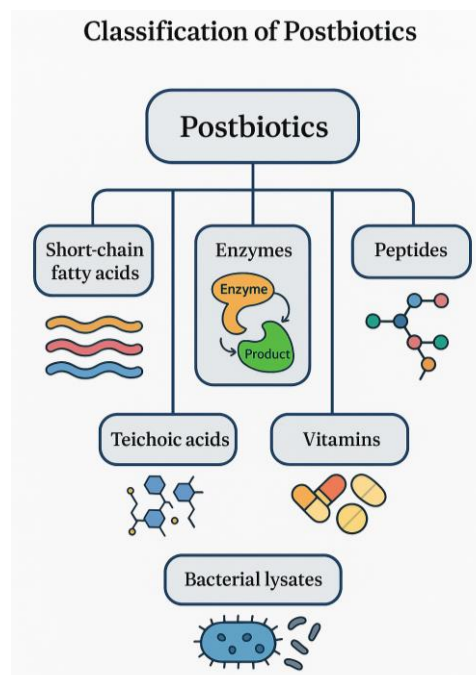 Classification of Postbiotics
Postbiotics
Short-chain
fatty acids
Enzymes
Enzyme
Product
Peptides
Teichoic acids
Vitamins
Bacterial lysates